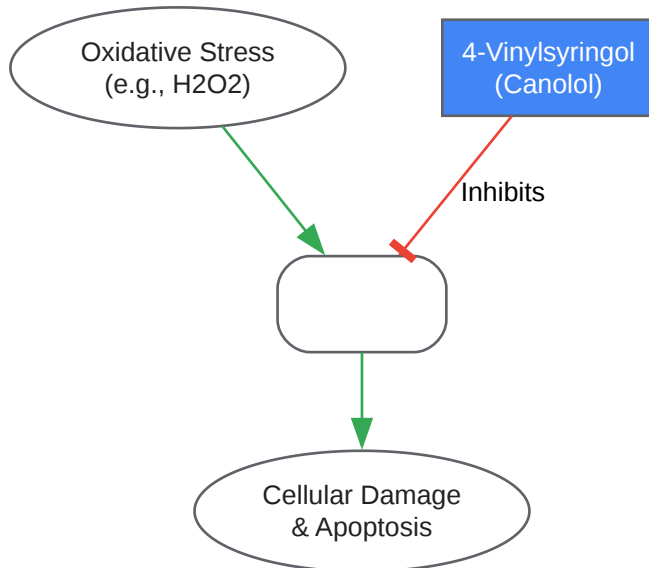 Oxidative Stress
(e.g., H2O2)
4-Vinylsyringol
(Canolol)
Inhibits
Cellular Damage
& Apoptosis